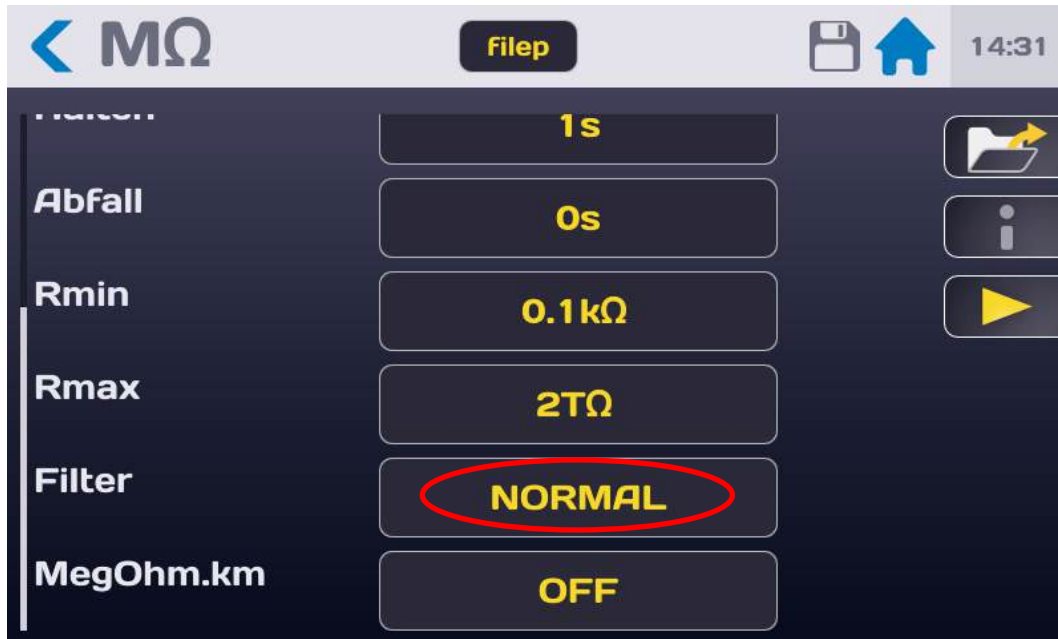 MΩ
filep
14:31
1s
Abfall
0s
Rmin
0.1kΩ
Rmax
2TΩ
Filter
NORMAL
MegOhm.km
OFF